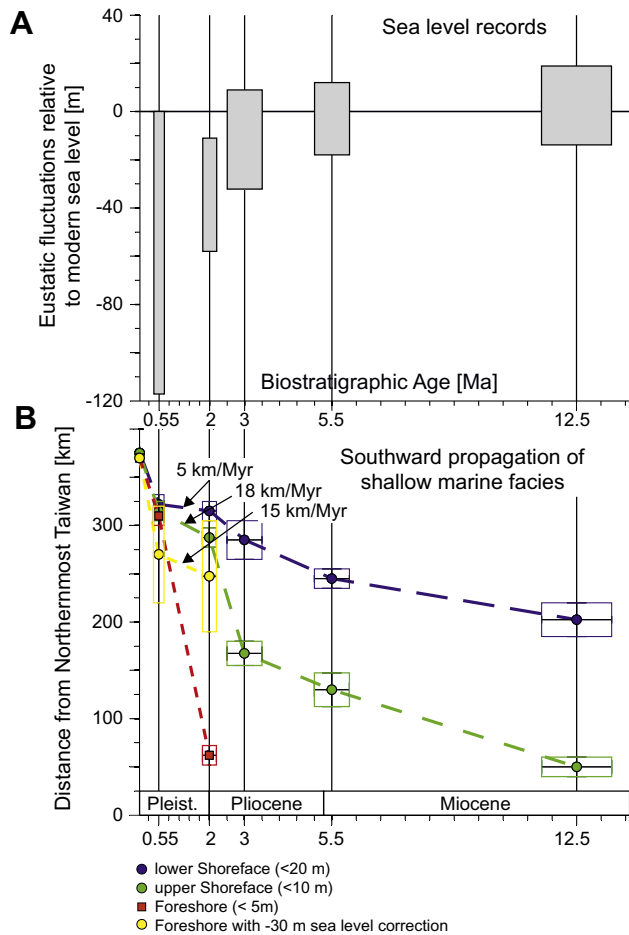 A
Sea level records
Eustatic fluctuations relative
to modern sea level [m]
40
0
-40
-80
-120
Biostratigraphic Age [Ma]
0.55
2
3
5.5
12.5
B
Southward propagation of
shallow marine facies
Distance from Northernmost Taiwan [km]
300
200
100
0
5 km/Myr
18 km/Myr
15 km/Myr
Pleist.
Pliocene
Miocene
0.55
2
3
5.5
12.5
lower Shoreface (<20 m)
upper Shoreface (<10 m)
Foreshore (< 5m)
Foreshore with -30 m sea level correction